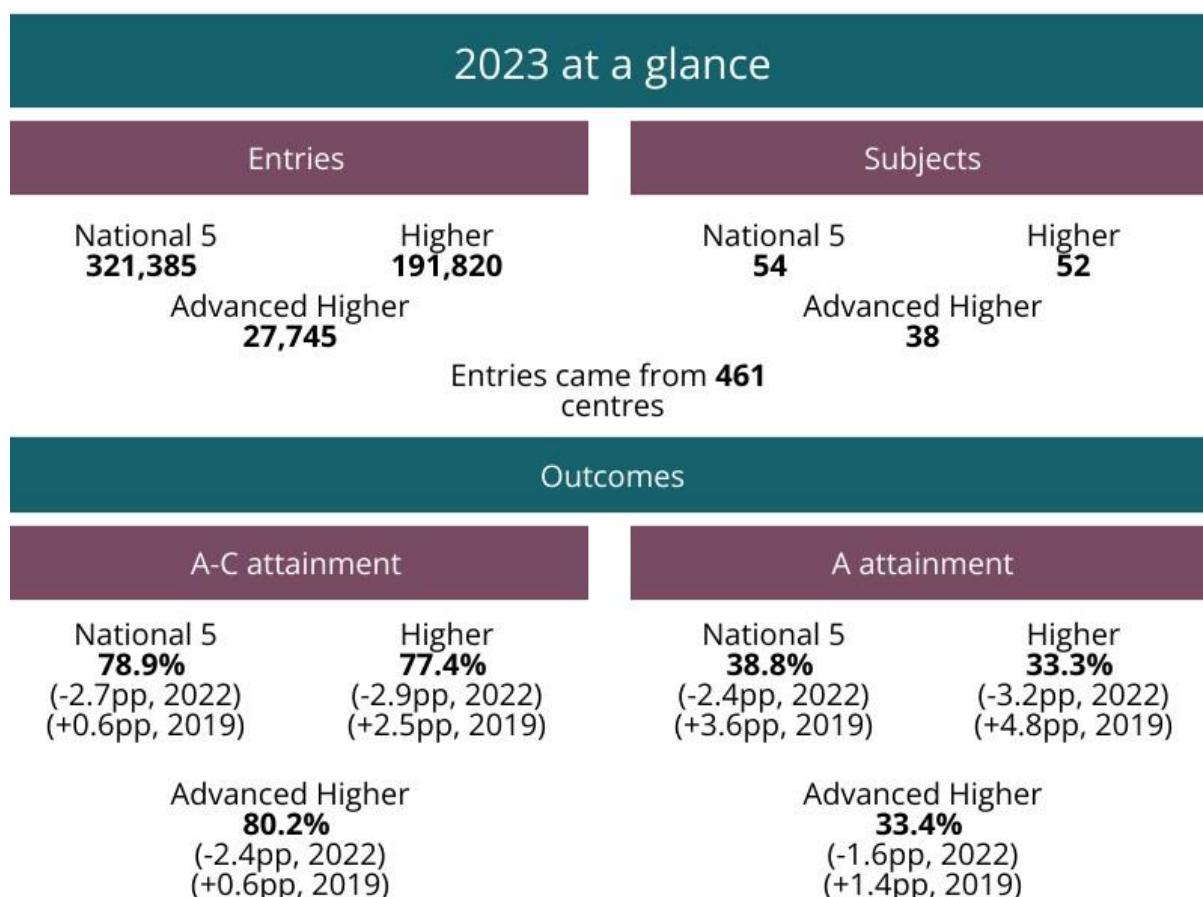 2023 at a glance
Entries
Subjects
National 5
321,385
Higher
191,820
Advanced Higher
27,745
National 5
54
Higher
52
Advanced Higher
38
Entries came from 461
centres
Outcomes
A-C attainment
A attainment
National 5
78.9%
(-2.7pp, 2022)
(+0.6pp, 2019)
Higher
77.4%
(-2.9pp, 2022)
(+2.5pp, 2019)
Advanced Higher
80.2%
(-2.4pp, 2022)
(+0.6pp, 2019)
National 5
38.8%
(-2.4pp, 2022)
(+3.6pp, 2019)
Higher
33.3%
(-3.2pp, 2022)
(+4.8pp, 2019)
Advanced Higher
33.4%
(-1.6pp, 2022)
(+1.4pp, 2019)